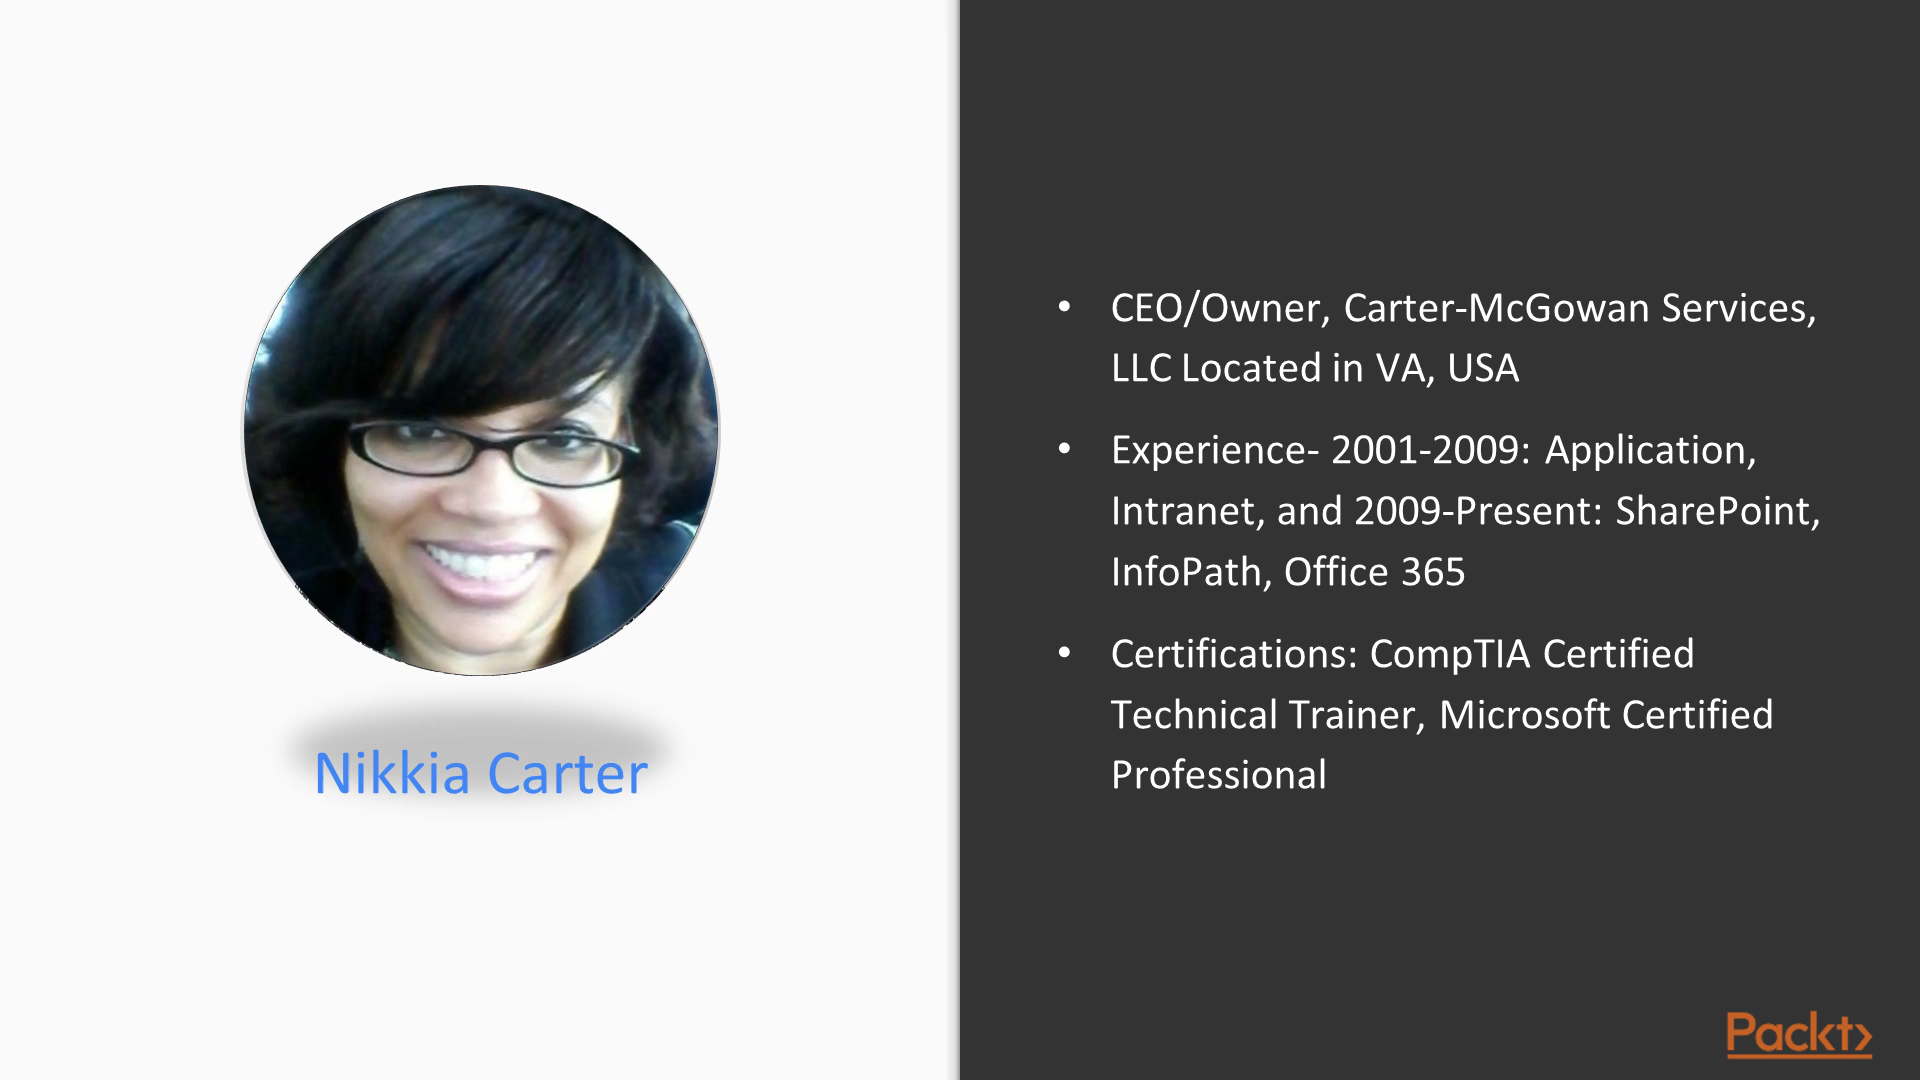 Nikkia Carter
• CEO/Owner, Carter-McGowan Services,
LLC Located in VA, USA
• Experience- 2001-2009: Application,
Intranet, and 2009-Present: SharePoint,
InfoPath, Office 365
• Certifications: CompTIA Certified
Technical Trainer, Microsoft Certified
Professional
Packt